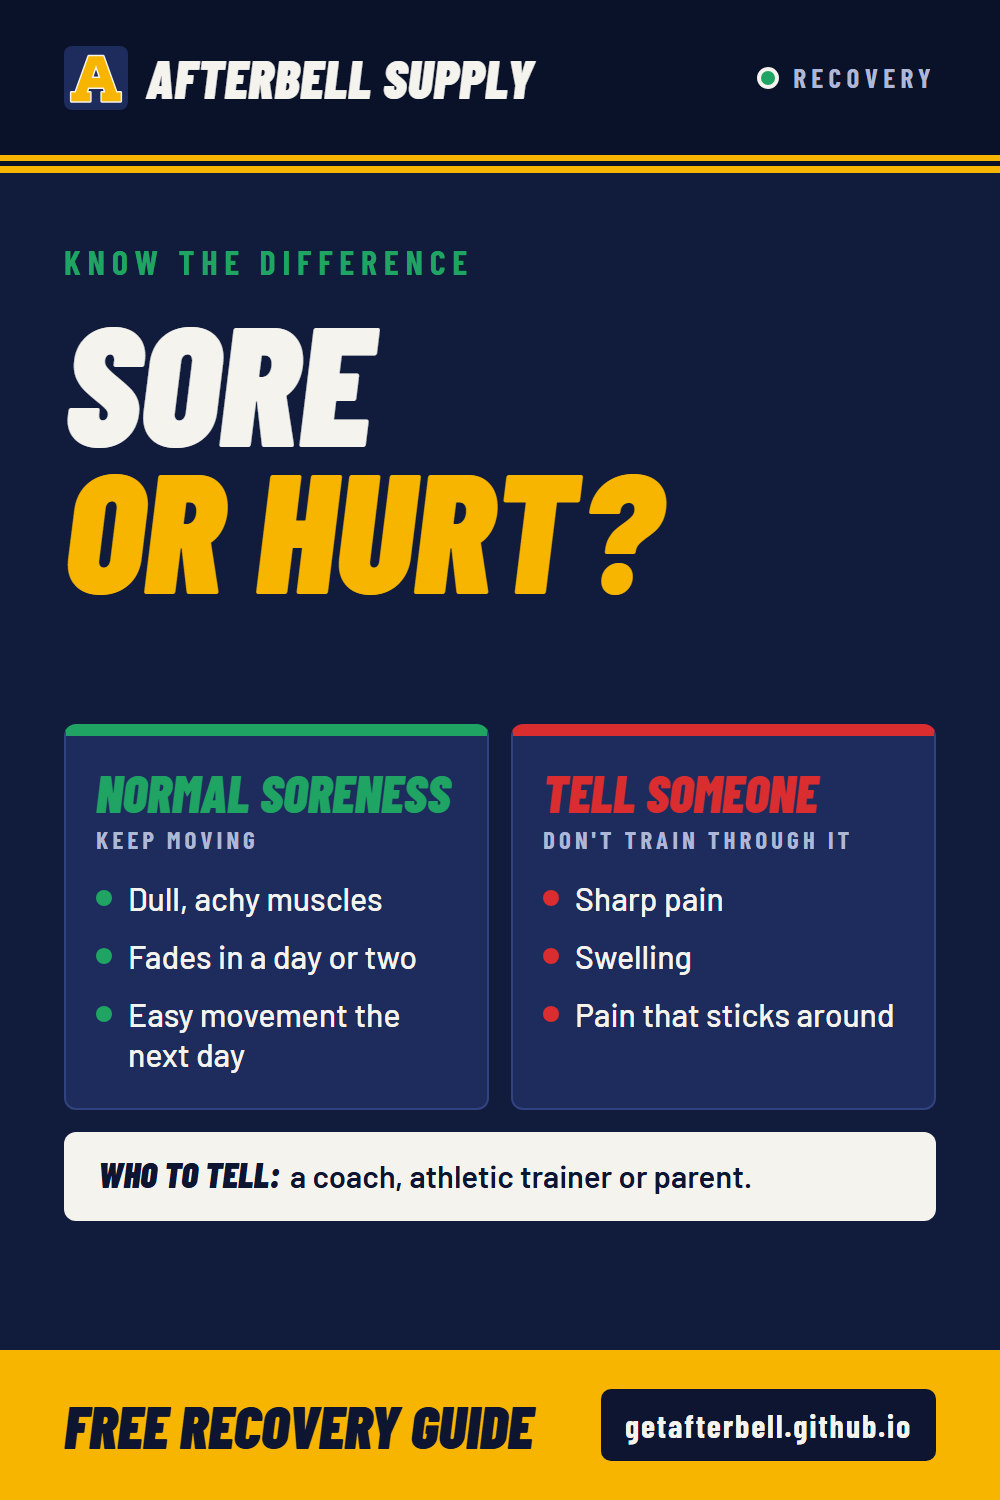 A AFTERBELL SUPPLY
RECOVERY
KNOW THE DIFFERENCE
SORE
OR HURT?
NORMAL SORENESS
KEEP MOVING
Dull, achy muscles
Fades in a day or two
Easy movement the
next day
TELL SOMEONE
DON'T TRAIN THROUGH IT
Sharp pain
Swelling
Pain that sticks around
WHO TO TELL: a coach, athletic trainer or parent.
FREE RECOVERY GUIDE
getafterbell.github.io